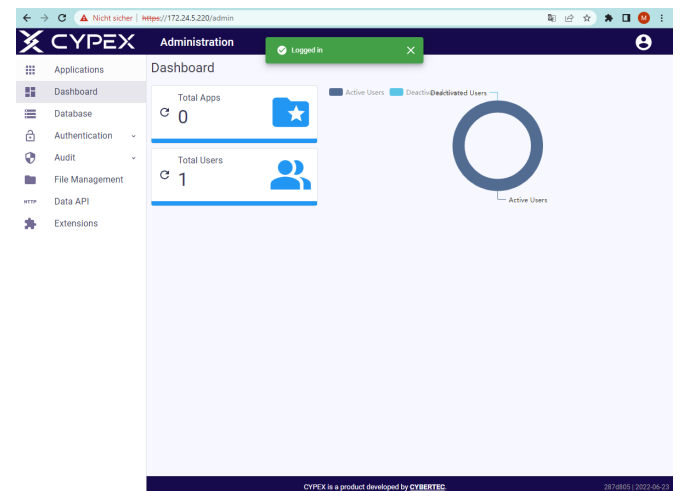 Nicht sicher | https://172.24.5.220/admin
M
CYPEX
Administration
Logged in
Applications
Dashboard
Database
Authentication
Audit
File Management
HTTP Data API
Extensions
Dashboard
Total Apps
0
Total Users
1
Active Users
Deactivated Users
Deactivated Users
Active Users
CYPEX is a product developed by CYBERTEC.
287d805 | 2022-06-23